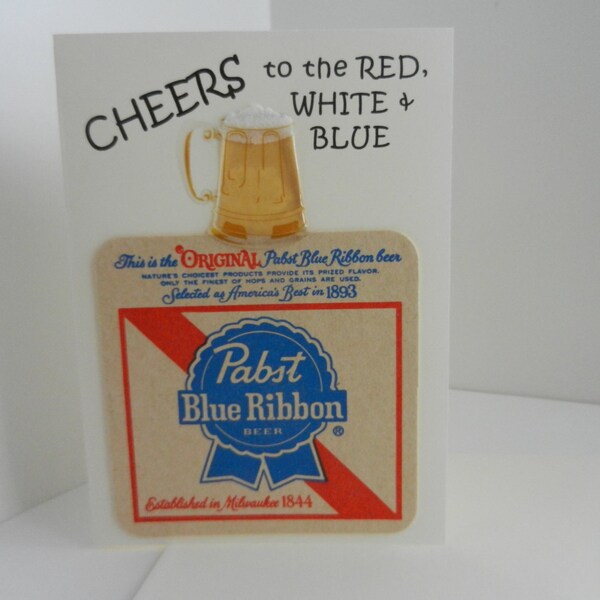 CHEERS to the RED,
WHITE &
BLUE
This is the ORIGINAL Pabst Blue Ribbon beer
NATURE'S CHOICEST PRODUCTS PROVIDE ITS PRIZED FLAVOR.
ONLY THE FINEST OF HOPS AND GRAINS ARE USED.
Selected as America's Best in 1893
Pabst
Blue Ribbon
BEER
®
Established in Milwaukee 1844